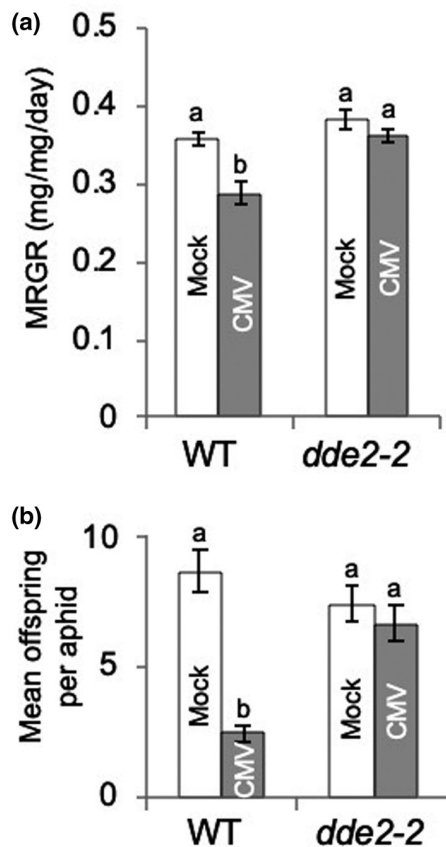 (a)
MRGR (mg/mg/day)
0.5
0.4
0.3
0.2
0.1
0
a
b
a
a
Mock
CMV
Mock
CMV
WT
dde2-2
(b)
Mean offspring
per aphid
10
5
0
a
b
a
a
Mock
CMV
Mock
CMV
WT
dde2-2